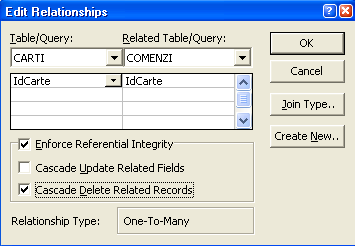 Edit Relationships
Table/Query: Related Table/Query:
CARTI COMENZI
IdCarte IdCarte
Enforce Referential Integrity
Cascade Update Related Fields
Cascade Delete Related Records
Relationship Type: One-To-Many
OK
Cancel
Join Type..
Create New..